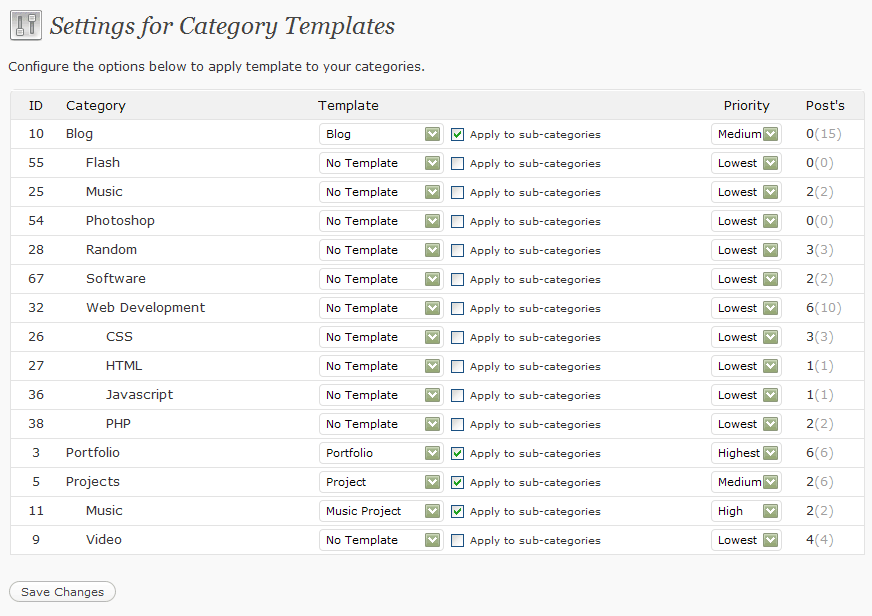 Settings for Category Templates
Configure the options below to apply template to your categories.
ID Category Template Priority Post's
10 Blog Blog Apply to sub-categories Medium 0(15)
55 Flash No Template Apply to sub-categories Lowest 0(0)
25 Music No Template Apply to sub-categories Lowest 2(2)
54 Photoshop No Template Apply to sub-categories Lowest 0(0)
28 Random No Template Apply to sub-categories Lowest 3(3)
67 Software No Template Apply to sub-categories Lowest 2(2)
32 Web Development No Template Apply to sub-categories Lowest 6(10)
26 CSS No Template Apply to sub-categories Lowest 3(3)
27 HTML No Template Apply to sub-categories Lowest 1(1)
36 Javascript No Template Apply to sub-categories Lowest 1(1)
38 PHP No Template Apply to sub-categories Lowest 2(2)
3 Portfolio Portfolio Apply to sub-categories Highest 6(6)
5 Projects Project Apply to sub-categories Medium 2(6)
11 Music Music Project Apply to sub-categories High 2(2)
9 Video No Template Apply to sub-categories Lowest 4(4)
Save Changes